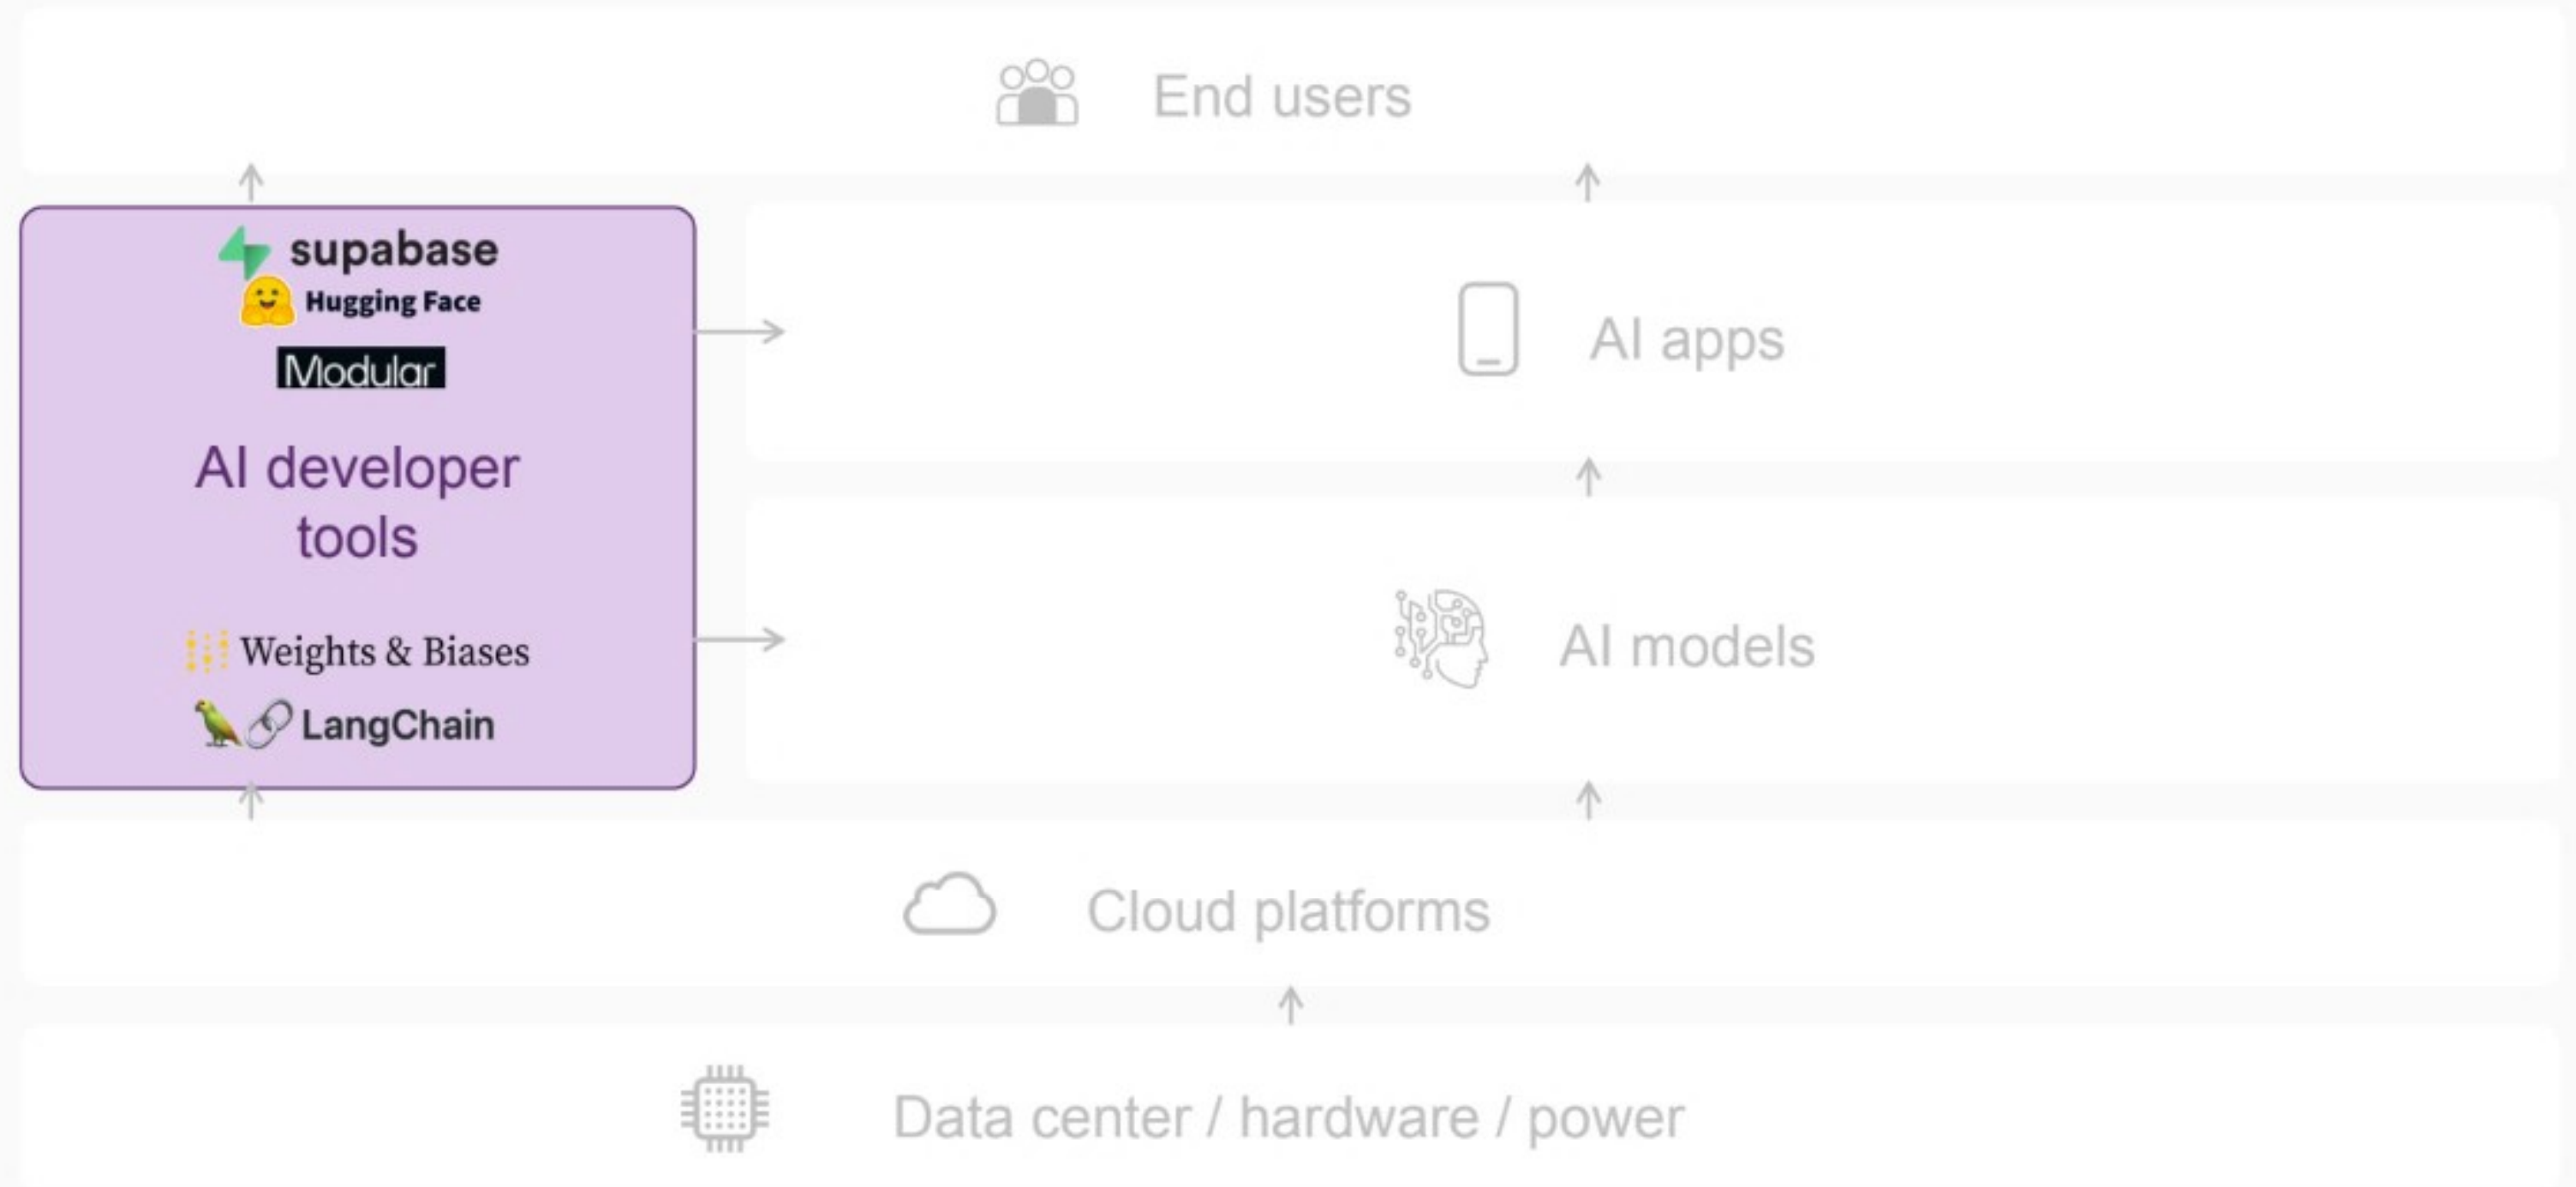 End users
supabase
Hugging Face
Modular
AI developer
tools
Weights & Biases
LangChain
AI apps
AI models
Cloud platforms
Data center / hardware / power